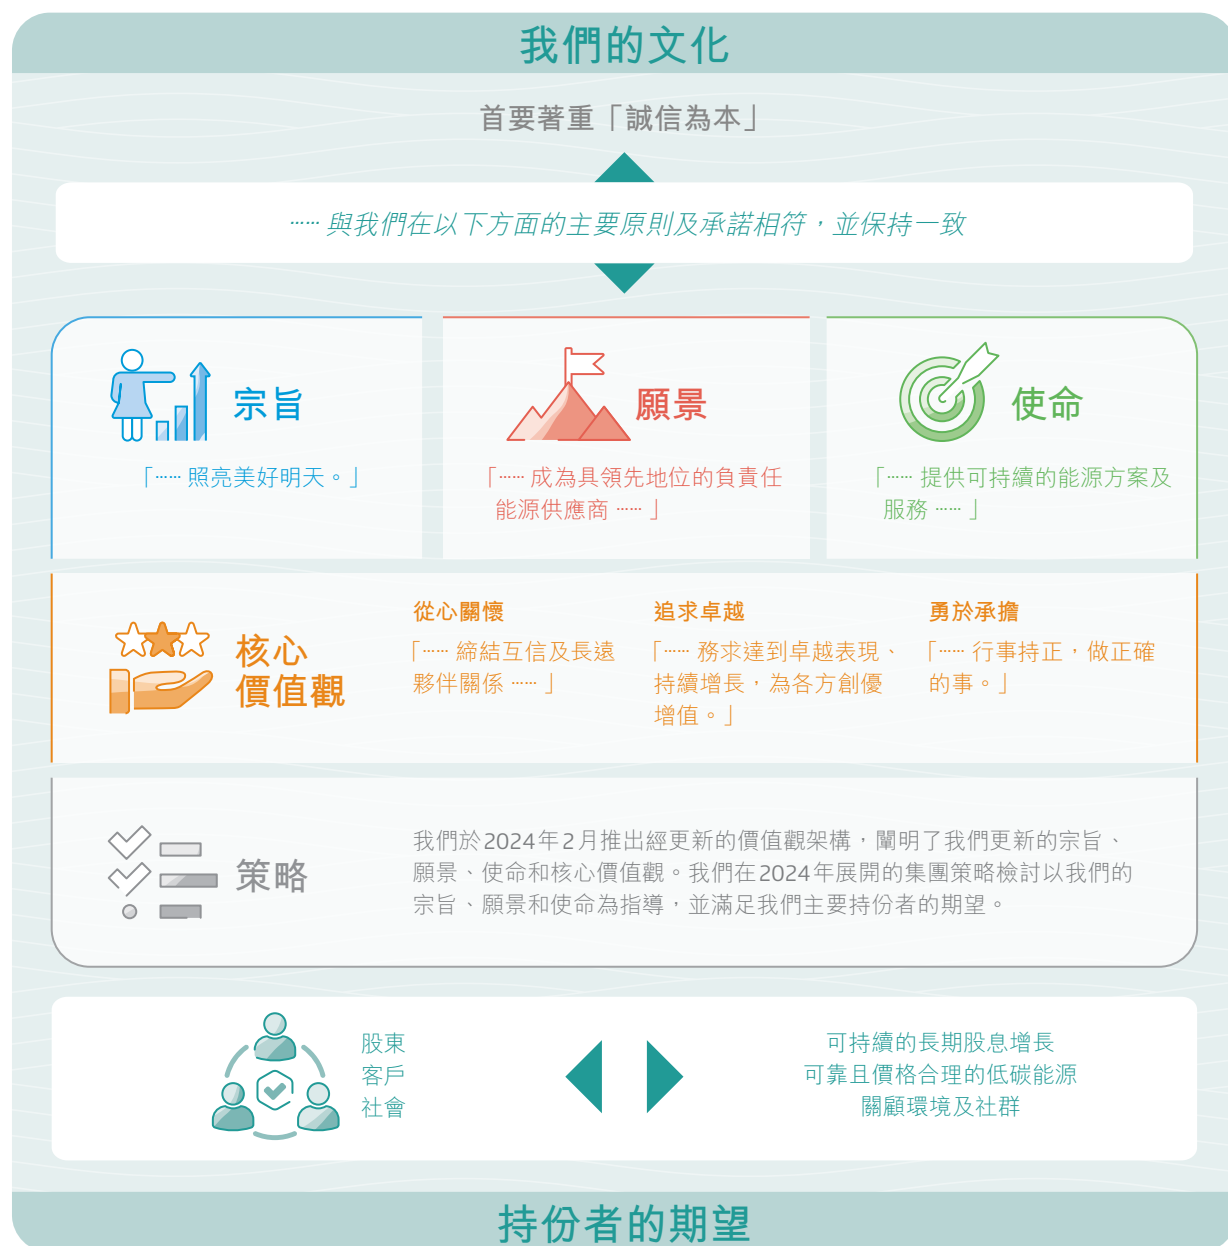 我們的文化
首要著重「誠信為本」
…… 與我們在以下方面的主要原則及承諾相符，並保持一致
宗旨
「…… 照亮美好明天。」
願景
「…… 成為具領先地位的負責任
能源供應商 …… 」
使命
「…… 提供可持續的能源方案及
服務 …… 」
核心
價值觀
從心關懷
「…… 締結互信及長遠
夥伴關係 …… 」
追求卓越
「…… 務求達到卓越表現、
持續增長，為各方創優
增值。」
勇於承擔
「…… 行事持正，做正確
的事。」
策略
我們於2024年2月推出經更新的價值觀架構，闡明了我們更新的宗旨、
願景、使命和核心價值觀。我們在2024年展開的集團策略檢討以我們的
宗旨、願景和使命為指導，並滿足我們主要持份者的期望。
股東
客戶
社會
可持續的長期股息增長
可靠且價格合理的低碳能源
關顧環境及社群
持份者的期望